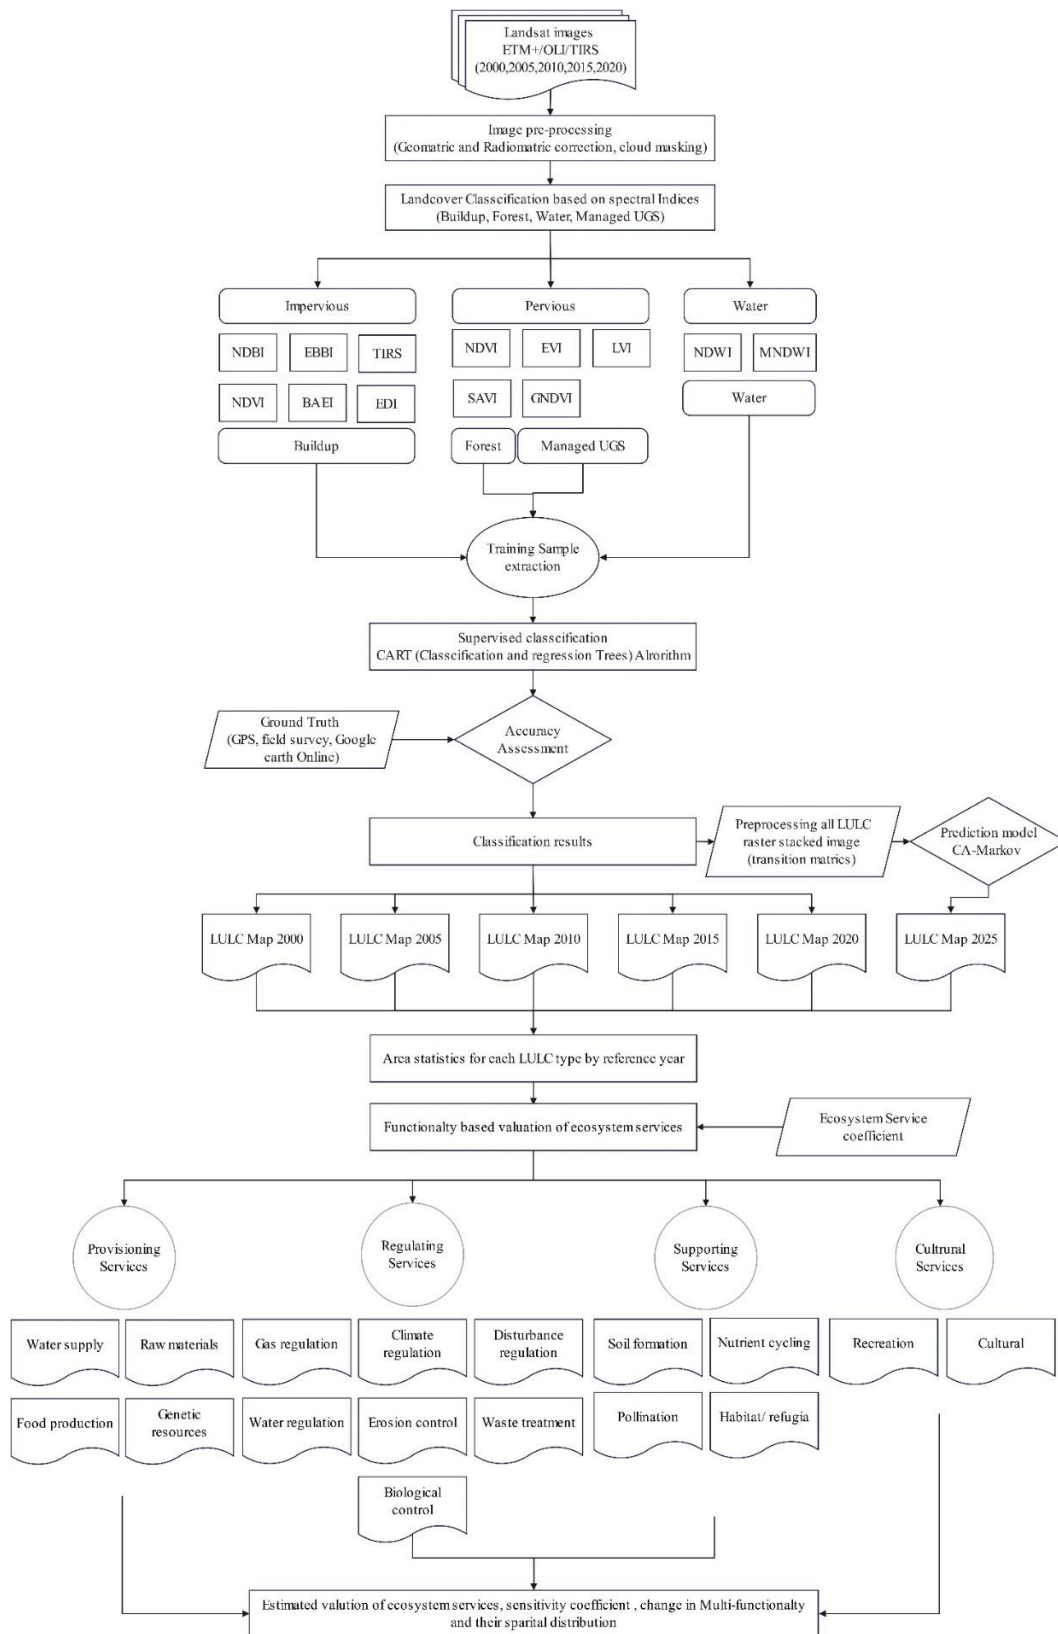 Landsat images
ETM+/OLI/TIRS
(2000,2005,2010,2015,2020)
Image pre-processing
(Geomatric and Radiomatric correction, cloud masking)
Landcover Classcification based on spectral Indices
(Buildup, Forest, Water, Managed UGS)
Impervious
Pervious
Water
NDBI
EBBI
TIRS
NDVI
EVI
LVI
NDWI
MNDWI
NDVI
BAEI
EDI
SAVI
GNDVI
Water
Buildup
Forest
Managed UGS
Training Sample
extraction
Supervised classcification
CART (Classcification and regression Trees) Alrorithm
Ground Truth
(GPS, field survey, Google
earth Online)
Accuracy
Assessment
Classification results
Preprocessing all LULC
raster stacked image
(transition matrics)
Prediction model
CA-Markov
LULC Map 2000
LULC Map 2005
LULC Map 2010
LULC Map 2015
LULC Map 2020
LULC Map 2025
Area statistics for each LULC type by reference year
Functionalty based valuation of ecosystem services
Ecosystem Service
coefficient
Provisioning
Services
Regulating
Services
Supporting
Services
Cultrural
Services
Water supply
Raw materials
Gas regulation
Climate
regulation
Disturbance
regulation
Soil formation
Nutrient cycling
Recreation
Cultural
Food production
Genetic
resources
Water regulation
Erosion control
Waste treatment
Pollination
Habitat/ refugia
Biological
control
Estimated valution of ecosystem services, sensitivity coefficient , change in Multi-functionalty
and their sparital distribution